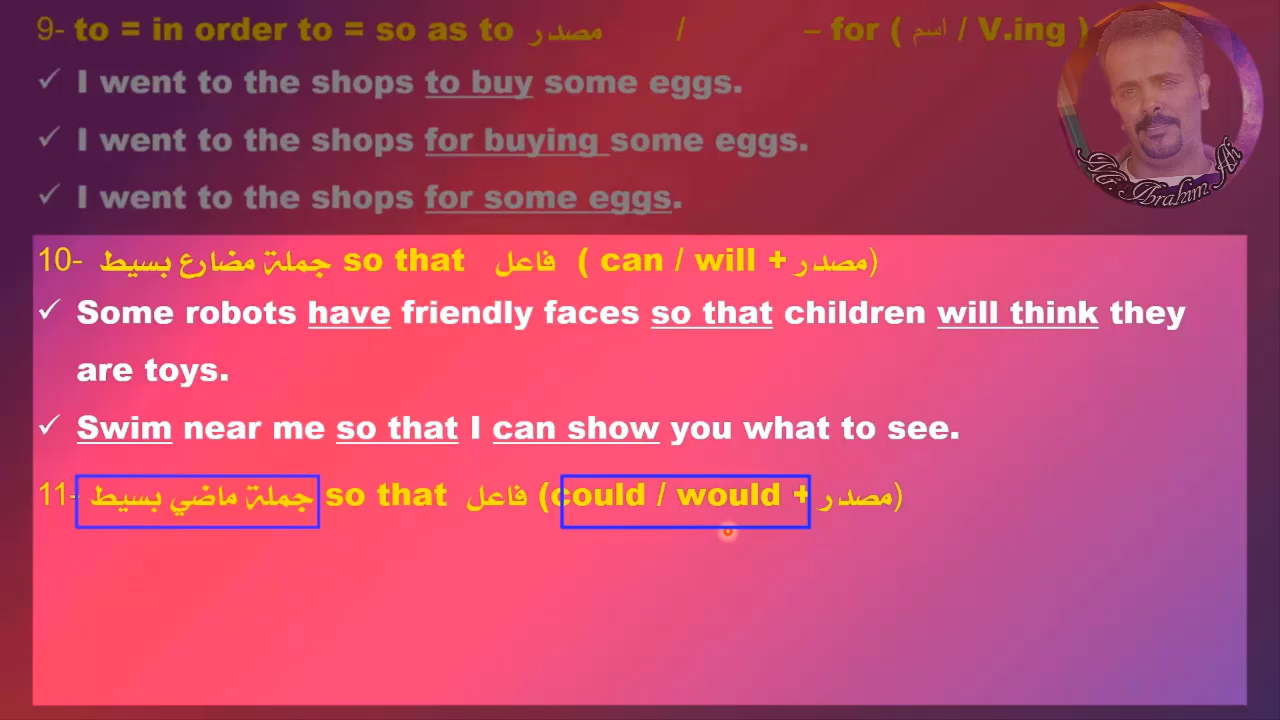 9- to = in order to = so as to مصدر / – for ( اسم / V.ing )
✓ I went to the shops to buy some eggs.
✓ I went to the shops for buying some eggs.
✓ I went to the shops for some eggs.
Mr. Ibrahim Ali
10- جملة مضارع بسيط so that فاعل ( can / will + مصدر)
✓ Some robots have friendly faces so that children will think they
are toys.
✓ Swim near me so that I can show you what to see.
11- جملة ماضي بسيط so that فاعل (could / would + مصدر)